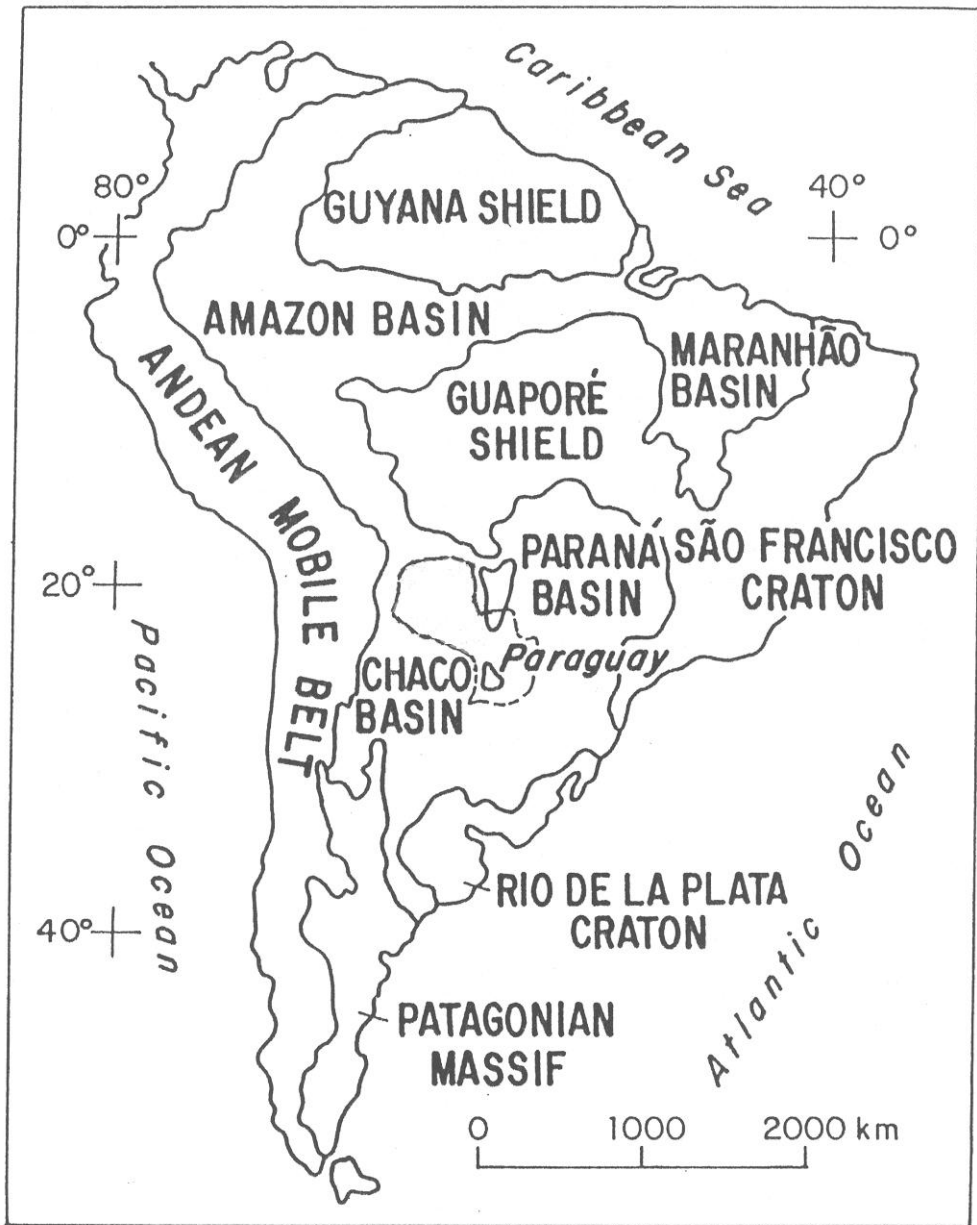 Caribbean Sea
80°
40°
0°
0°
GUYANA SHIELD
AMAZON BASIN
MARANHÃO
BASIN
GUAPORÉ
SHIELD
ANDEAN MOBILE BELT
PARANÁ
BASIN
SÃO FRANCISCO
CRATON
20°
Paraguay
CHACO
BASIN
Pacific Ocean
Atlantic Ocean
RIO DE LA PLATA
CRATON
40°
PATAGONIAN
MASSIF
0 1000 2000 km